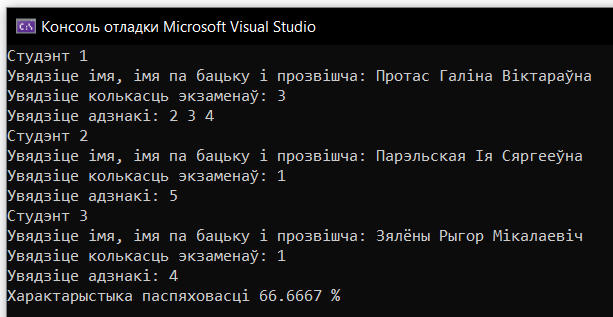 Консоль отладки Microsoft Visual Studio
Студэнт 1
Увядзіце імя, імя па бацьку і прозвішча: Протас Галіна Віктараўна
Увядзіце колькасць экзаменаў: 3
Увядзіце адзнакі: 2 3 4
Студэнт 2
Увядзіце імя, імя па бацьку і прозвішча: Парэльская Ія Сяргееўна
Увядзіце колькасць экзаменаў: 1
Увядзіце адзнакі: 5
Студэнт 3
Увядзіце імя, імя па бацьку і прозвішча: Зялёны Рыгор Мікалаевіч
Увядзіце колькасць экзаменаў: 1
Увядзіце адзнакі: 4
Характарыстыка паспяховасці 66.6667 %